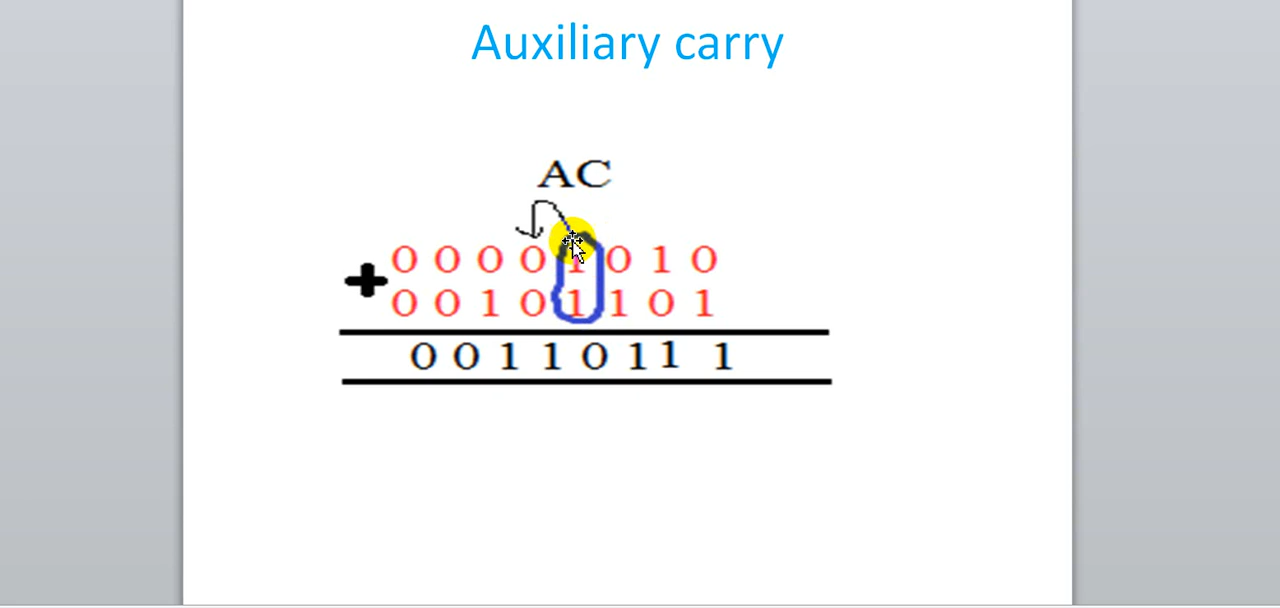 Auxiliary carry
AC
0 0 0 0 1 0 1 0
+ 0 0 1 0 1 1 0 1
0 0 1 1 0 1 1 1